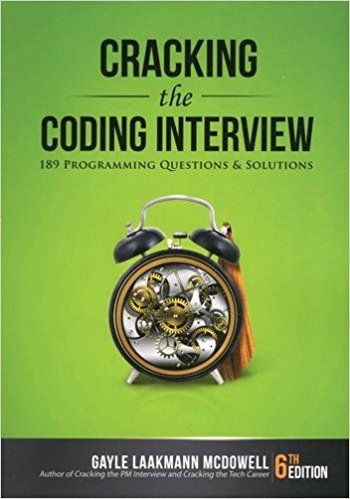 CRACKING
the
CODING INTERVIEW
189 PROGRAMMING QUESTIONS & SOLUTIONS
GAYLE LAAKMANN MCDOWELL
Author of Cracking the PM Interview and Cracking the Tech Career
6TH
EDITION